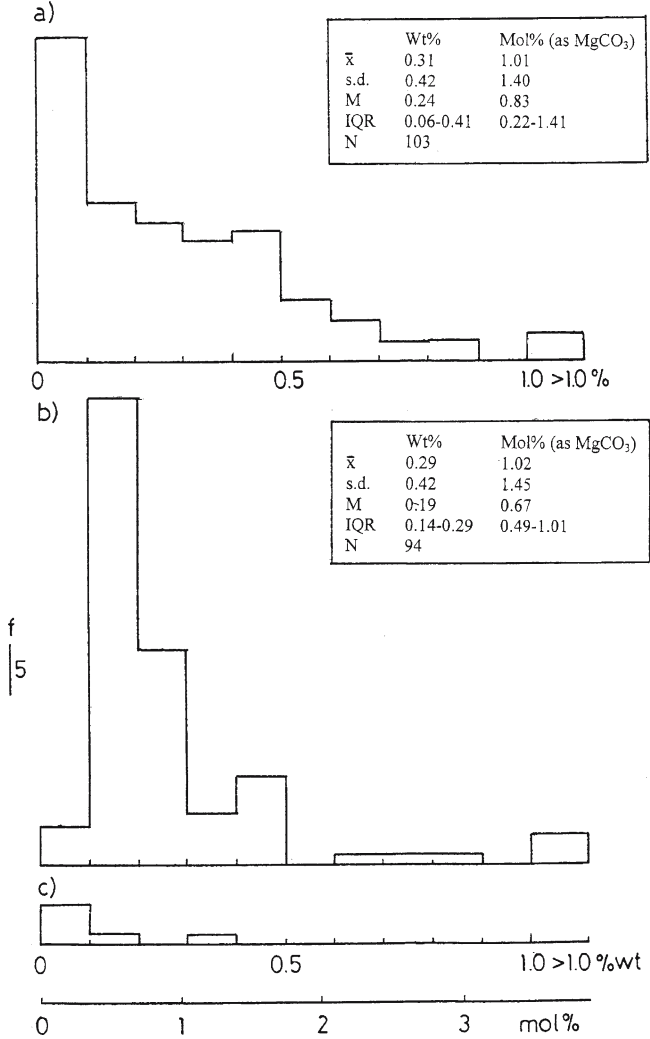 a)
Wt% Mol% (as MgCO₃)
x̄ 0.31 1.01
s.d. 0.42 1.40
M 0.24 0.83
IQR 0.06-0.41 0.22-1.41
N 103
0 0.5 1.0 >1.0%
b)
Wt% Mol% (as MgCO₃)
x̄ 0.29 1.02
s.d. 0.42 1.45
M 0.19 0.67
IQR 0.14-0.29 0.49-1.01
N 94
f
5
c)
0 0.5 1.0 >1.0 %wt
0 1 2 3 mol%